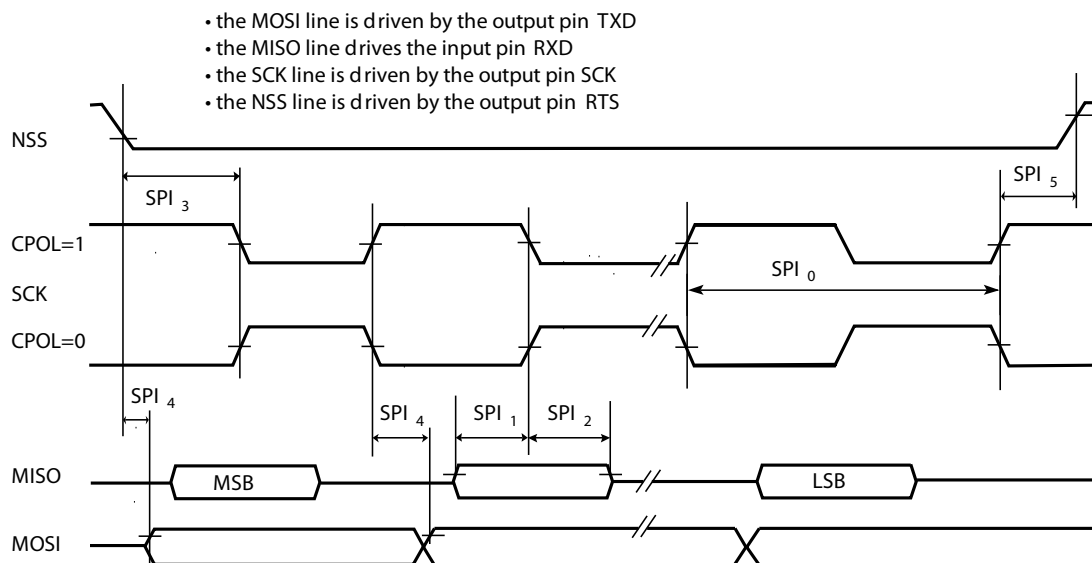 • the MOSI line is driven by the output pin TXD
• the MISO line drives the input pin RXD
• the SCK line is driven by the output pin SCK
• the NSS line is driven by the output pin RTS
NSS
SPI 3
SPI 5
CPOL=1
SPI 0
SCK
CPOL=0
SPI 4
SPI 4
SPI 1
SPI 2
MISO
MSB
LSB
MOSI